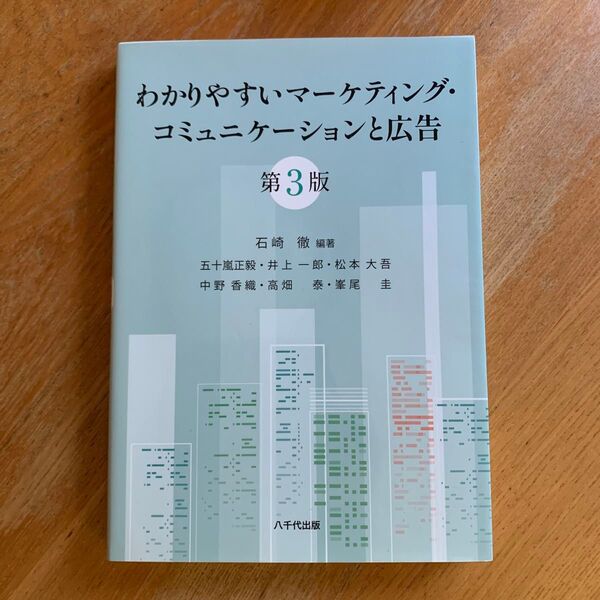 わかりやすいマーケティング・
コミュニケーションと広告
第3版
石崎 徹 編著
五十嵐正毅・井上 一郎・松本 大吾
中野 香織・高畑 泰・峯尾 圭
八千代出版